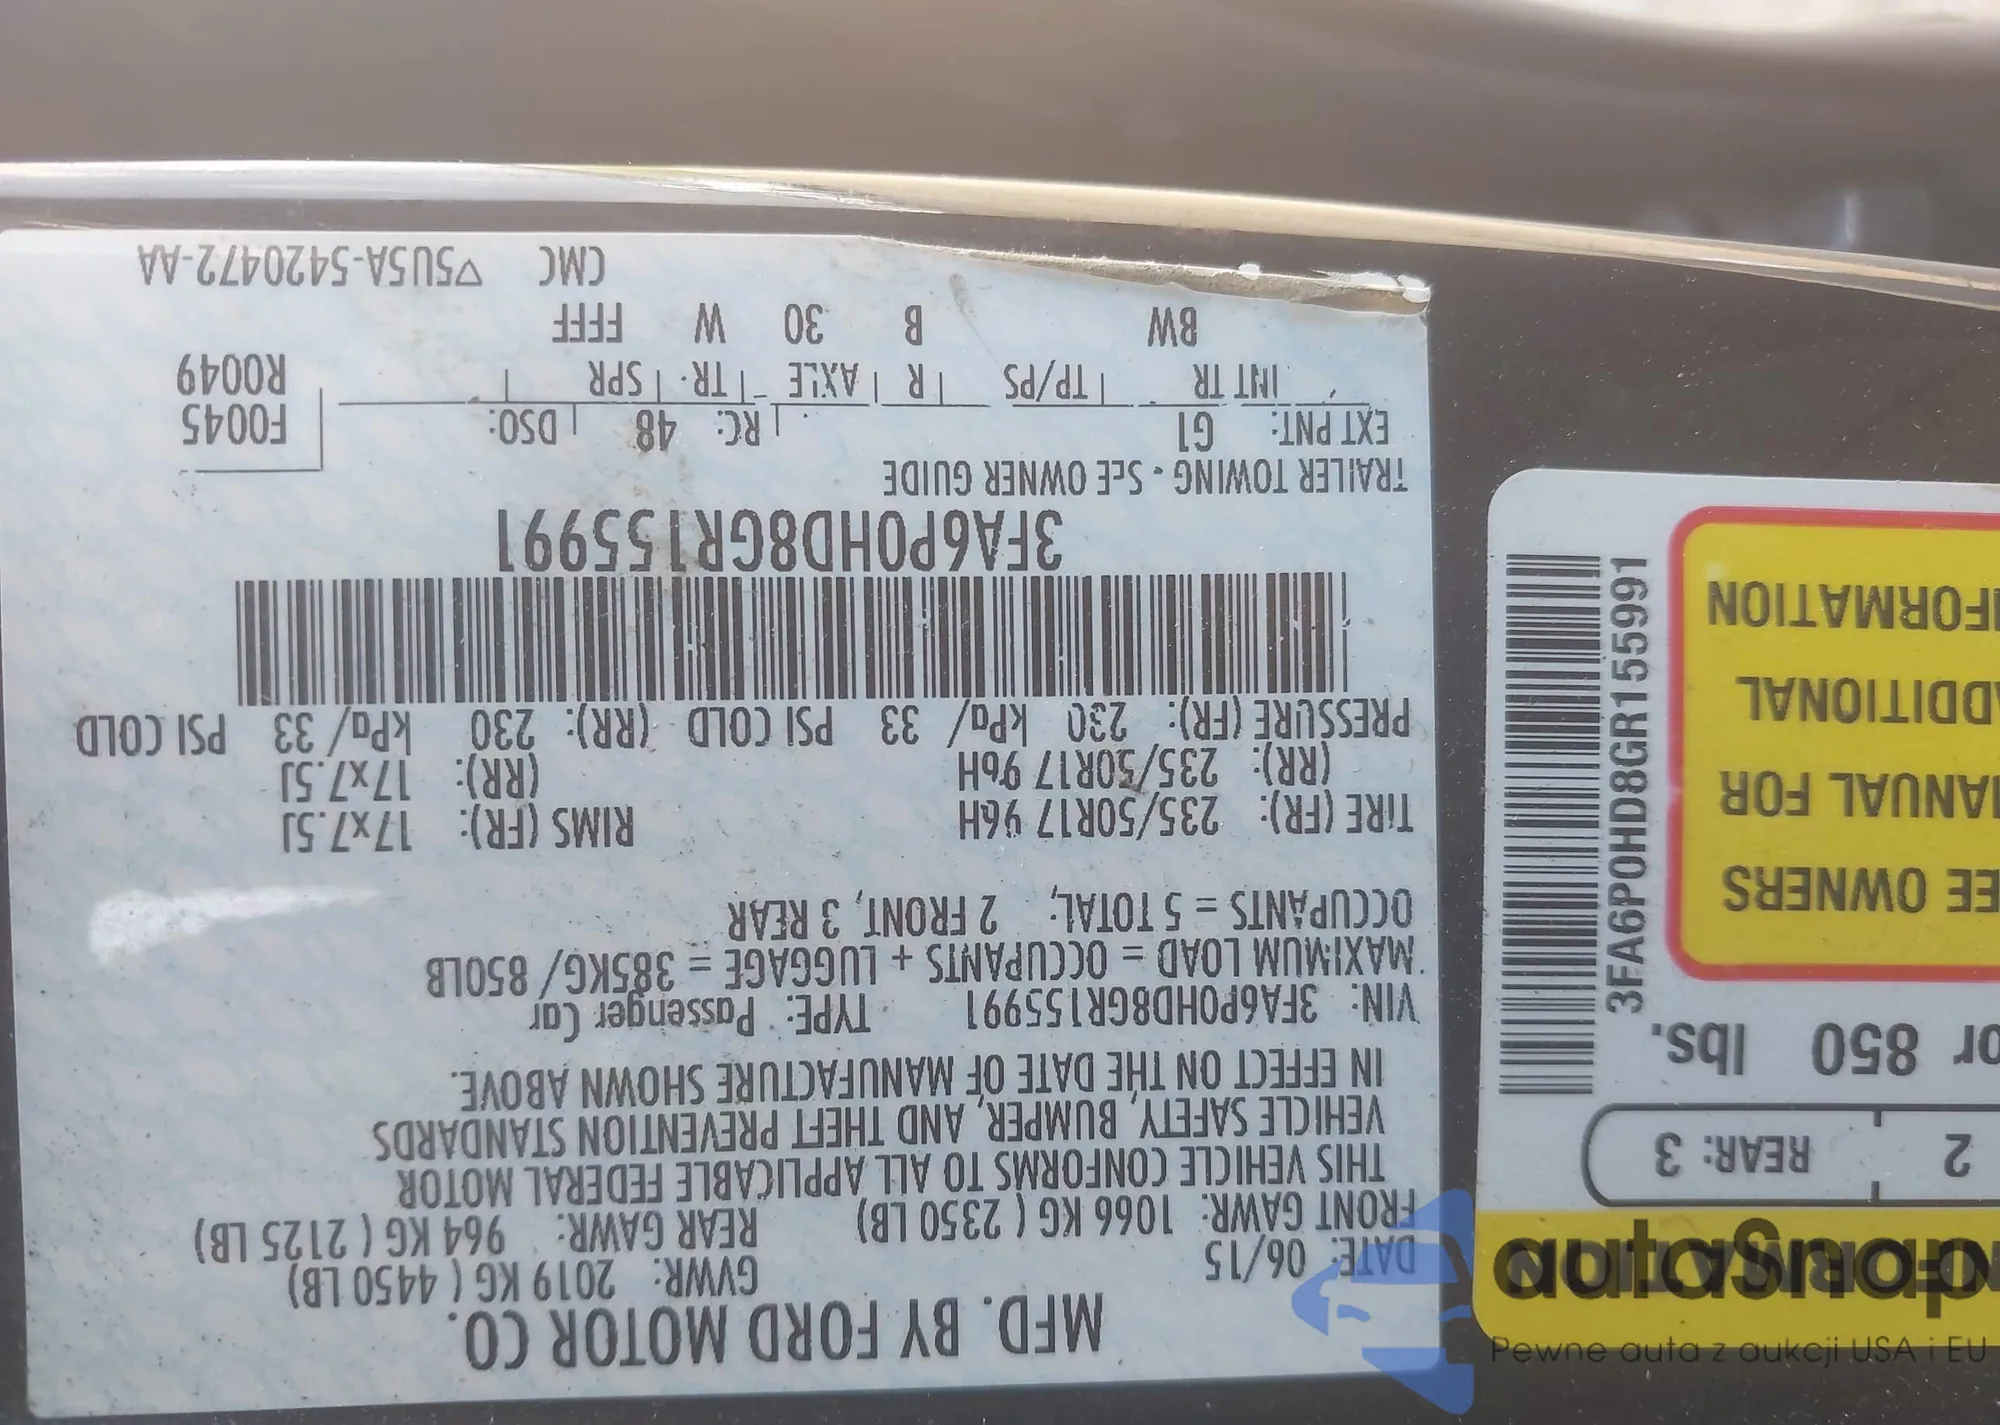 MFD. BY FORD MOTOR CO.
DATE: 06/15 GVWR: 2019 KG ( 4450 LB)
FRONT GAWR: 1066 KG ( 2350 LB) REAR GAWR: 964 KG ( 2125 LB)
THIS VEHICLE CONFORMS TO ALL APPLICABLE FEDERAL MOTOR
VEHICLE SAFETY, BUMPER, AND THEFT PREVENTION STANDARDS
IN EFFECT ON THE DATE OF MANUFACTURE SHOWN ABOVE.
VIN: 3FA6P0HD8GR155991 TYPE: Passenger Car
MAXIMUM LOAD = OCCUPANTS + LUGGAGE = 385KG/ 850LB
OCCUPANTS = 5 TOTAL; 2 FRONT, 3 REAR
TIRE (FR): 235/50R17 96H RIMS (FR): 17x7.5J
(RR): 235/50R17 96H (RR): 17x7.5J
PRESSURE (FR): 230 kPa/ 33 PSI COLD (RR): 230 kPa/ 33 PSI COLD
3FA6P0HD8GR155991
TRAILER TOWING - SEE OWNER GUIDE
EXT PNT: G1 RC: 48 DSO: F0045
INT TR TP/PS R AXLE TR SPR R0049
BW B 30 W FFFF
CMC ▽5U5A-5420472-AA
2 REAR: 3
or 850 lbs.
EE OWNERS
MANUAL FOR
ADDITIONAL
NFORMATION
3FA6P0HD8GR155991
autaSnap
Pewne auta z aukcji USA i EU